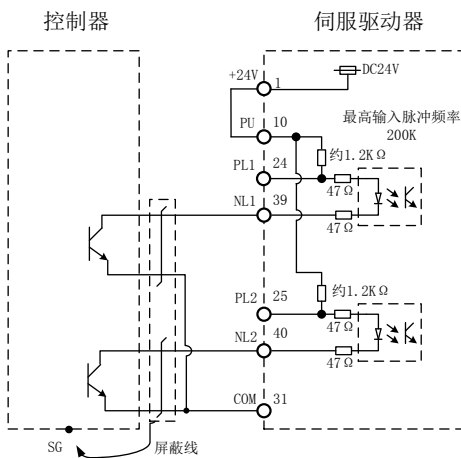 控制器
伺服驱动器
+24V
1
DC24V
PU
10
最高输入脉冲频率
200K
约1.2KΩ
PL1
24
47Ω
NL1
39
47Ω
约1.2KΩ
PL2
25
47Ω
NL2
40
47Ω
COM
31
SG
屏蔽线